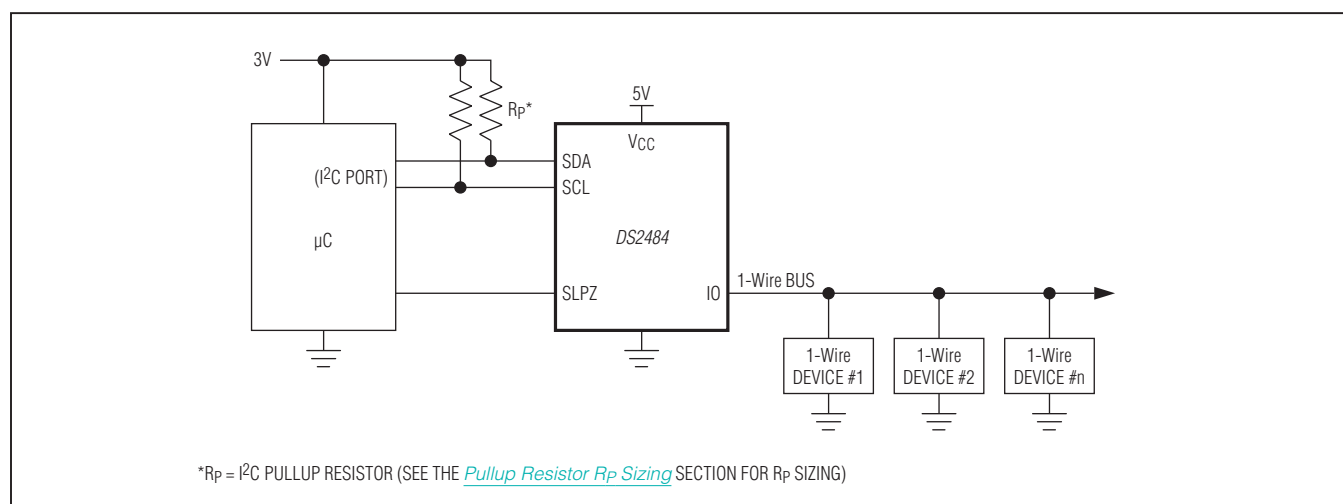 3V
RP*
5V
VCC
(I²C PORT)
SDA
SCL
µC
DS2484
SLPZ
IO
1-Wire BUS
1-Wire
DEVICE #1
1-Wire
DEVICE #2
1-Wire
DEVICE #n
*RP = I²C PULLUP RESISTOR (SEE THE Pullup Resistor RP Sizing SECTION FOR RP SIZING)